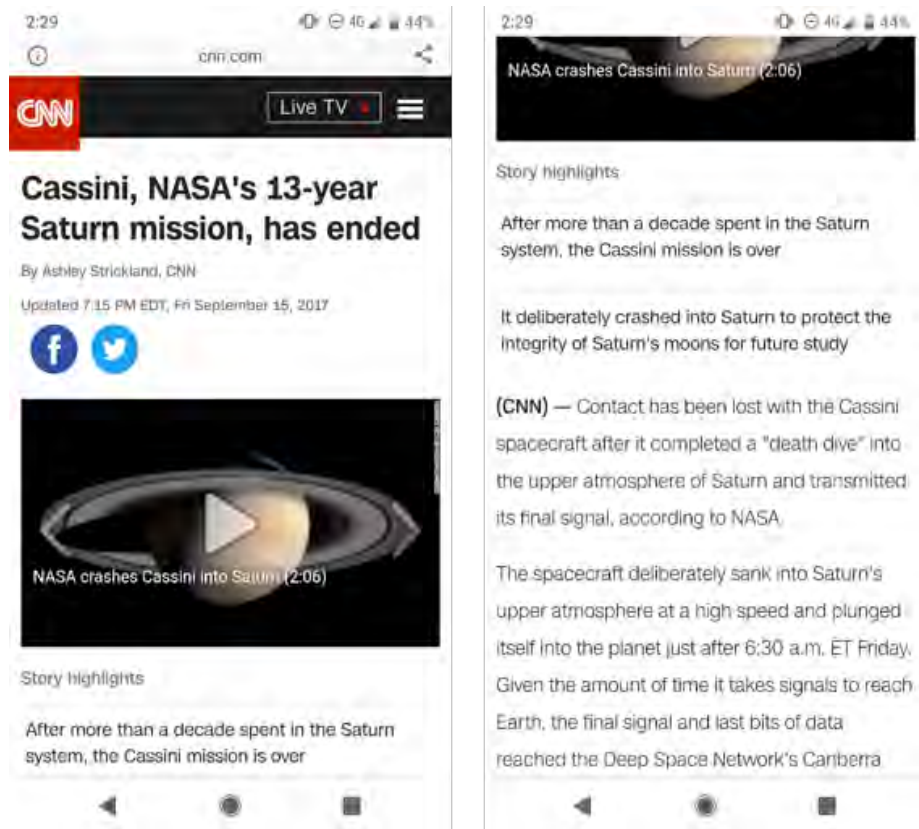 2:29
4G 44%
cnn.com
CNN
Live TV
Cassini, NASA's 13-year
Saturn mission, has ended
By Ashley Strickland, CNN
Updated 7:15 PM EDT, Fri September 15, 2017
NASA crashes Cassini into Saturn (2:06)
Story highlights
After more than a decade spent in the Saturn
system, the Cassini mission is over
2:29
4G 44%
NASA crashes Cassini into Saturn (2:06)
Story highlights
After more than a decade spent in the Saturn
system, the Cassini mission is over
It deliberately crashed into Saturn to protect the
integrity of Saturn's moons for future study
(CNN) — Contact has been lost with the Cassini
spacecraft after it completed a "death dive" into
the upper atmosphere of Saturn and transmitted
its final signal, according to NASA.
The spacecraft deliberately sank into Saturn's
upper atmosphere at a high speed and plunged
itself into the planet just after 6:30 a.m. ET Friday.
Given the amount of time it takes signals to reach
Earth, the final signal and last bits of data
reached the Deep Space Network's Canberra